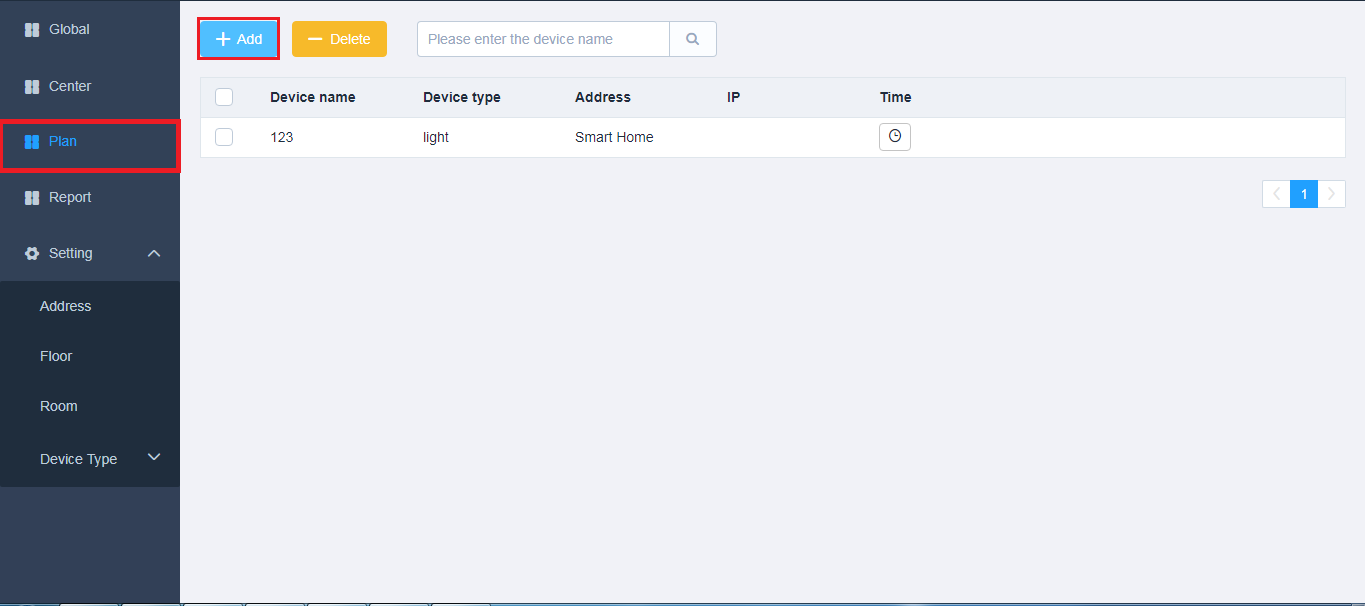 Global
Center
Plan
Report
Setting
Address
Floor
Room
Device Type
Add Delete Please enter the device name
Device name Device type Address IP Time
123 light Smart Home
1